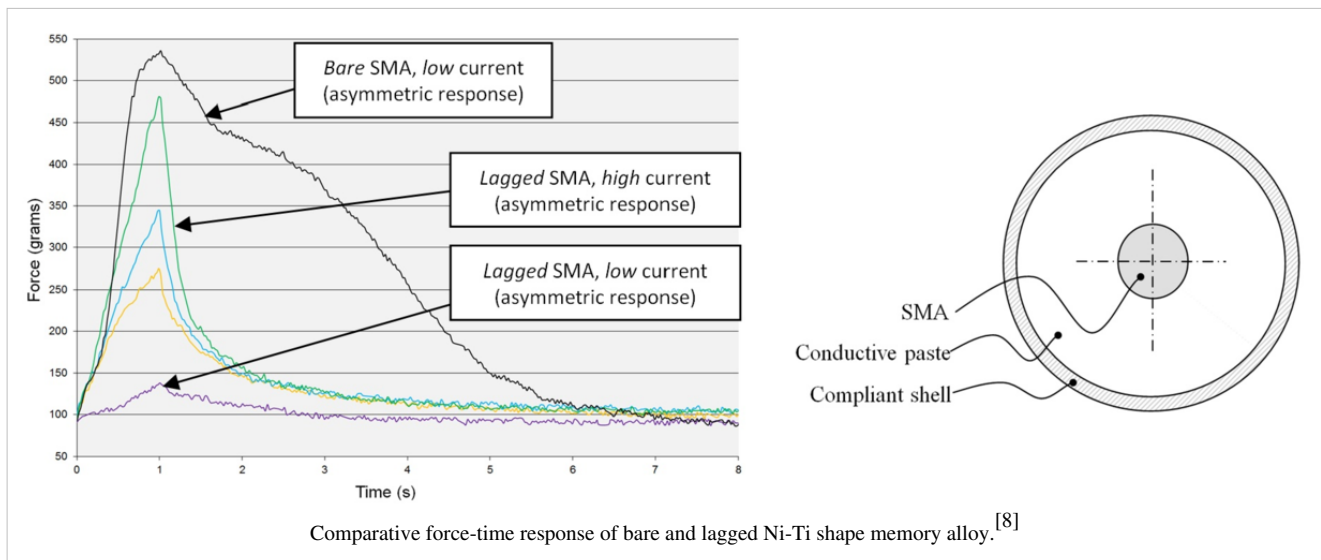 550
500
450
400
350
300
250
200
150
100
50
0 1 2 3 4 5 6 7 8
Force (grams)
Time (s)
Bare SMA, low current
(asymmetric response)
Lagged SMA, high current
(asymmetric response)
Lagged SMA, low current
(asymmetric response)
SMA
Conductive paste
Compliant shell
Comparative force-time response of bare and lagged Ni-Ti shape memory alloy.[8]